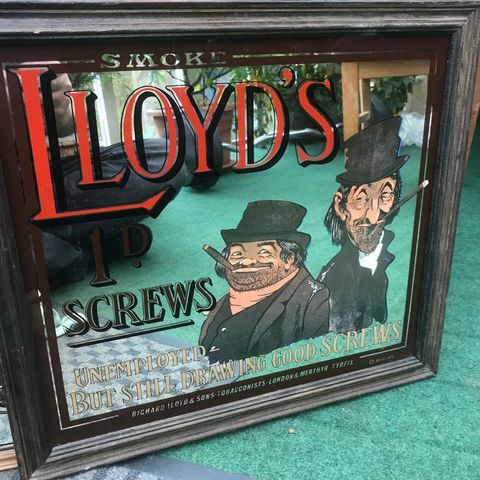 SMOKE
LLOYD'S
1D.
SCREWS
UNEMPLOYED
BUT STILL DRAWING GOOD SCREWS
RICHARD LLOYD & SONS · TOBACCONISTS · LONDON & MERTHYR TYDFIL